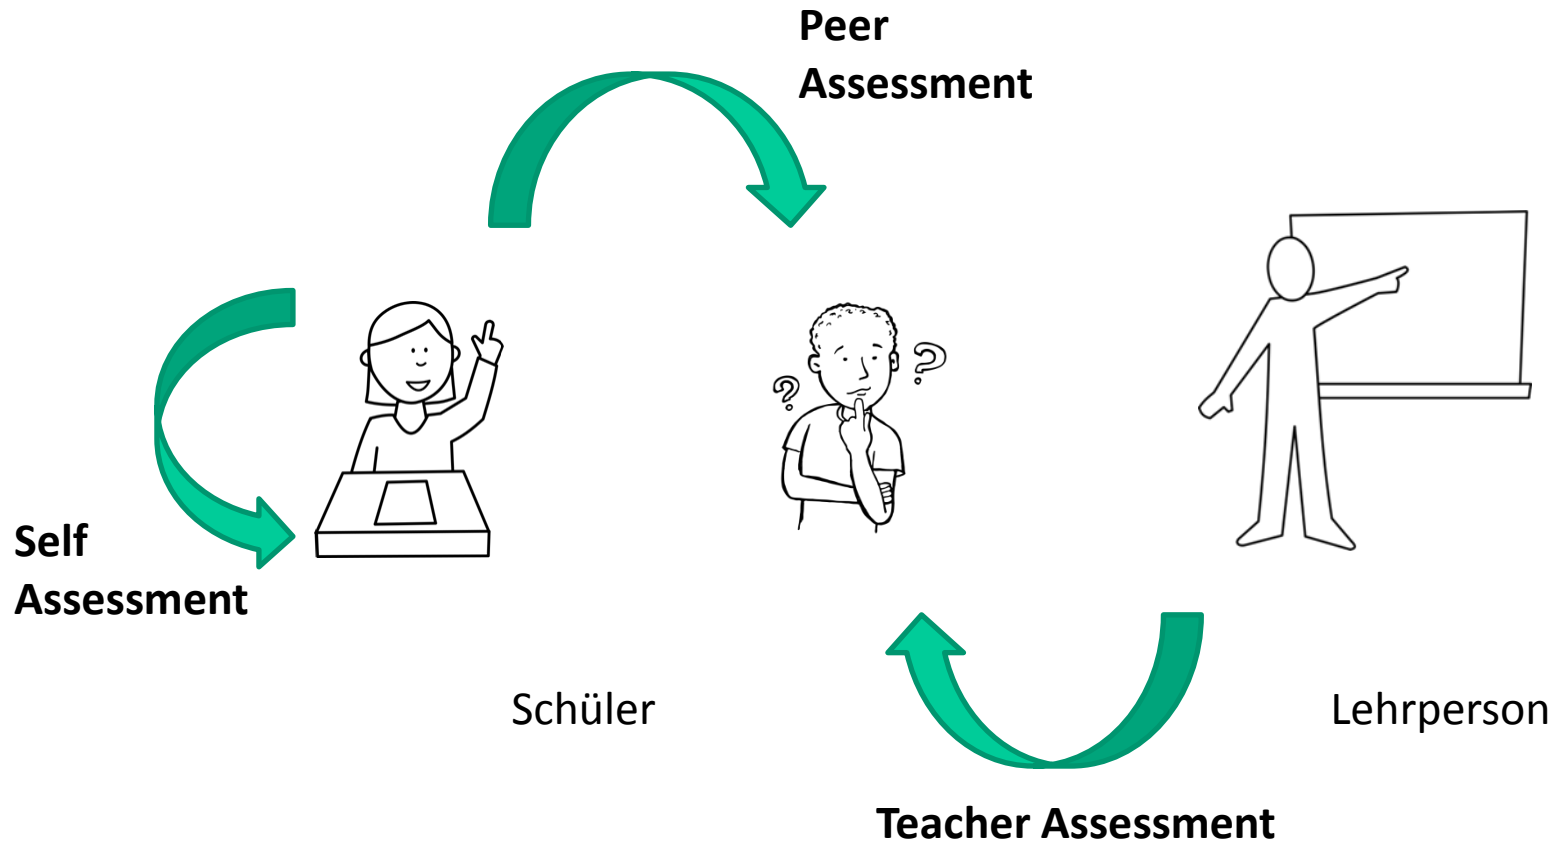 Peer
Assessment
? ?
Self
Assessment
Schüler
Lehrperson
Teacher Assessment